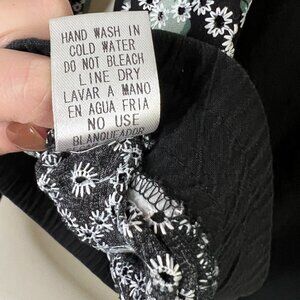 HAND WASH IN
COLD WATER
DO NOT BLEACH
LINE DRY
LAVAR A MANO
EN AGUA FRIA
NO USE
BLANQUEADOR